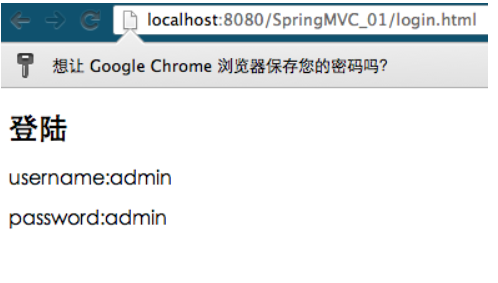 localhost:8080/SpringMVC_01/login.html
想让 Google Chrome 浏览器保存您的密码吗?
登陆
username:admin
password:admin